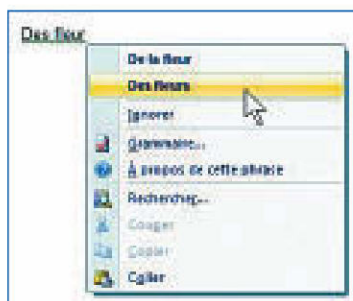 Des fleur
De la fleur
Des fleurs
Ignorer
Grammaire...
À propos de cette phrase
Rechercher...
Couper
Copier
Coller